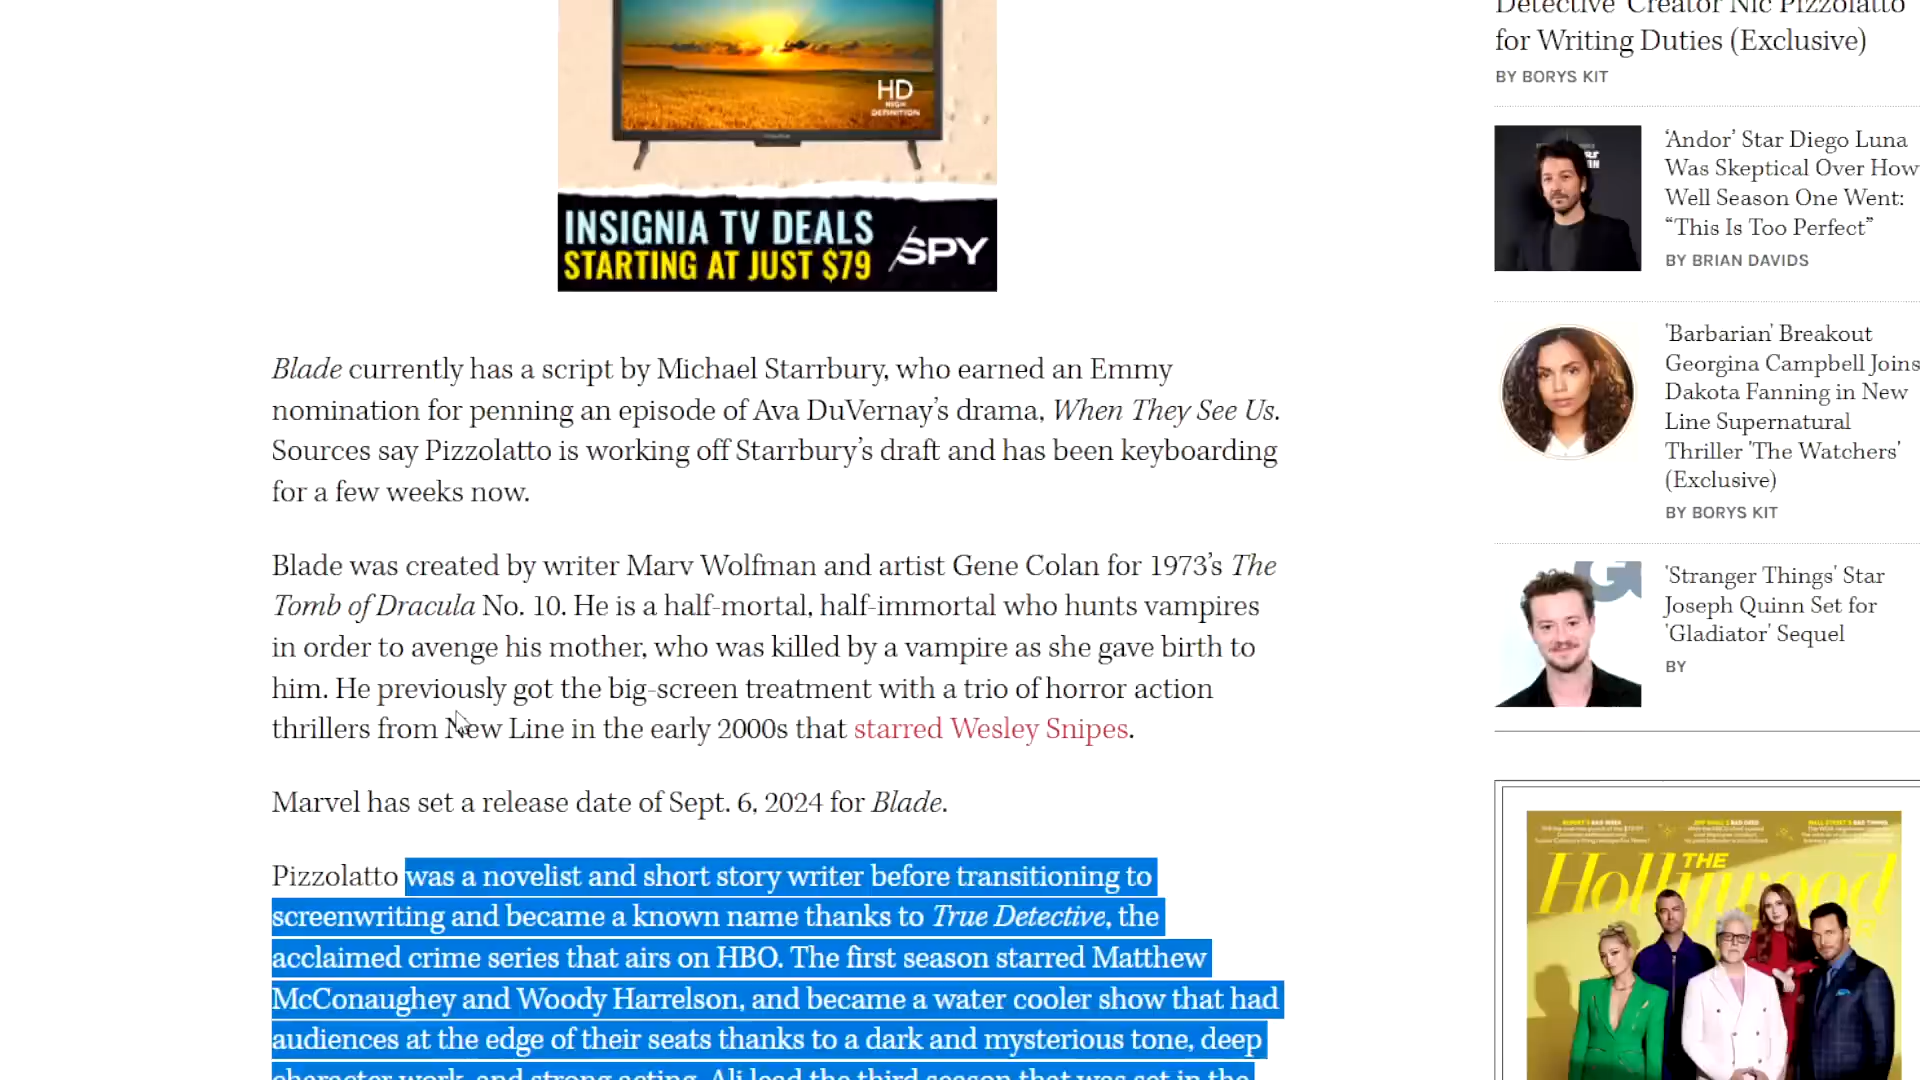 HD
HIGH
DEFINITION
INSIGNIA TV DEALS
STARTING AT JUST $79
SPY
Blade currently has a script by Michael Starrbury, who earned an Emmy
nomination for penning an episode of Ava DuVernay’s drama, When They See Us.
Sources say Pizzolatto is working off Starrbury’s draft and has been keyboarding
for a few weeks now.
Blade was created by writer Marv Wolfman and artist Gene Colan for 1973’s The
Tomb of Dracula No. 10. He is a half-mortal, half-immortal who hunts vampires
in order to avenge his mother, who was killed by a vampire as she gave birth to
him. He previously got the big-screen treatment with a trio of horror action
thrillers from New Line in the early 2000s that starred Wesley Snipes.
Marvel has set a release date of Sept. 6, 2024 for Blade.
Pizzolatto was a novelist and short story writer before transitioning to
screenwriting and became a known name thanks to True Detective, the
acclaimed crime series that airs on HBO. The first season starred Matthew
McConaughey and Woody Harrelson, and became a water cooler show that had
audiences at the edge of their seats thanks to a dark and mysterious tone, deep
character work, and strong acting. Ali lead the third season that was set in the
Detective' Creator Nic Pizzolatto
for Writing Duties (Exclusive)
BY BORYS KIT
‘Andor’ Star Diego Luna
Was Skeptical Over How
Well Season One Went:
“This Is Too Perfect”
BY BRIAN DAVIDS
'Barbarian' Breakout
Georgina Campbell Joins
Dakota Fanning in New
Line Supernatural
Thriller 'The Watchers'
(Exclusive)
BY BORYS KIT
'Stranger Things' Star
Joseph Quinn Set for
'Gladiator' Sequel
BY
THE
Hollywood